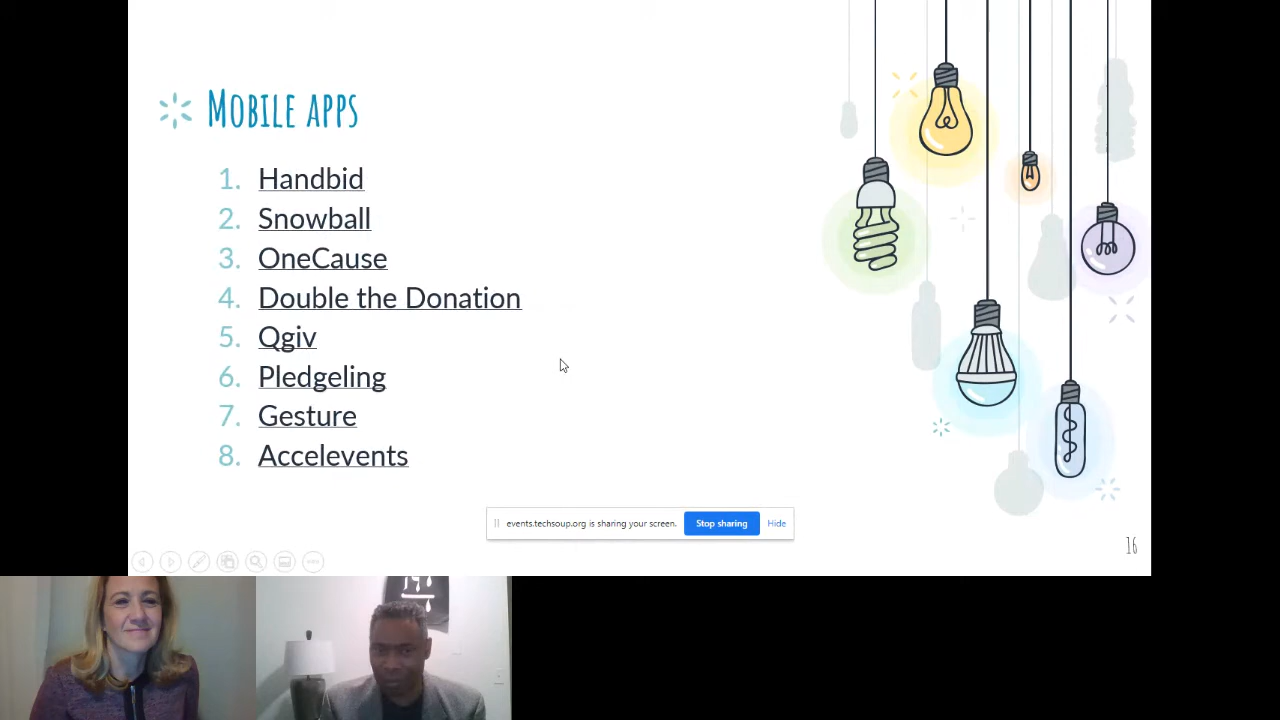 Mobile apps
1. Handbid
2. Snowball
3. OneCause
4. Double the Donation
5. Qgiv
6. Pledgeling
7. Gesture
8. Accelevents
events.techsoup.org is sharing your screen. Stop sharing Hide
16